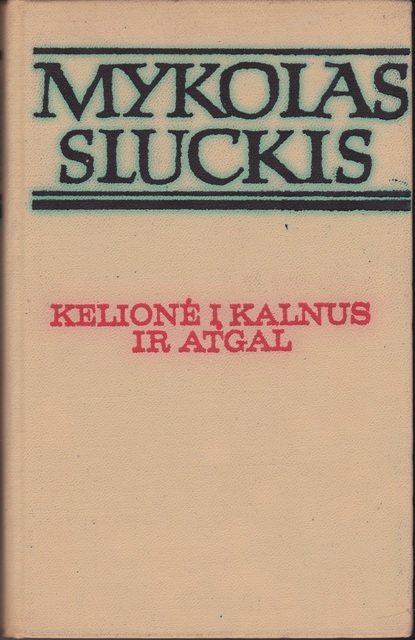 MYKOLAS
SLUCKIS
KELIONĖ Į KALNUS
IR ATGAL